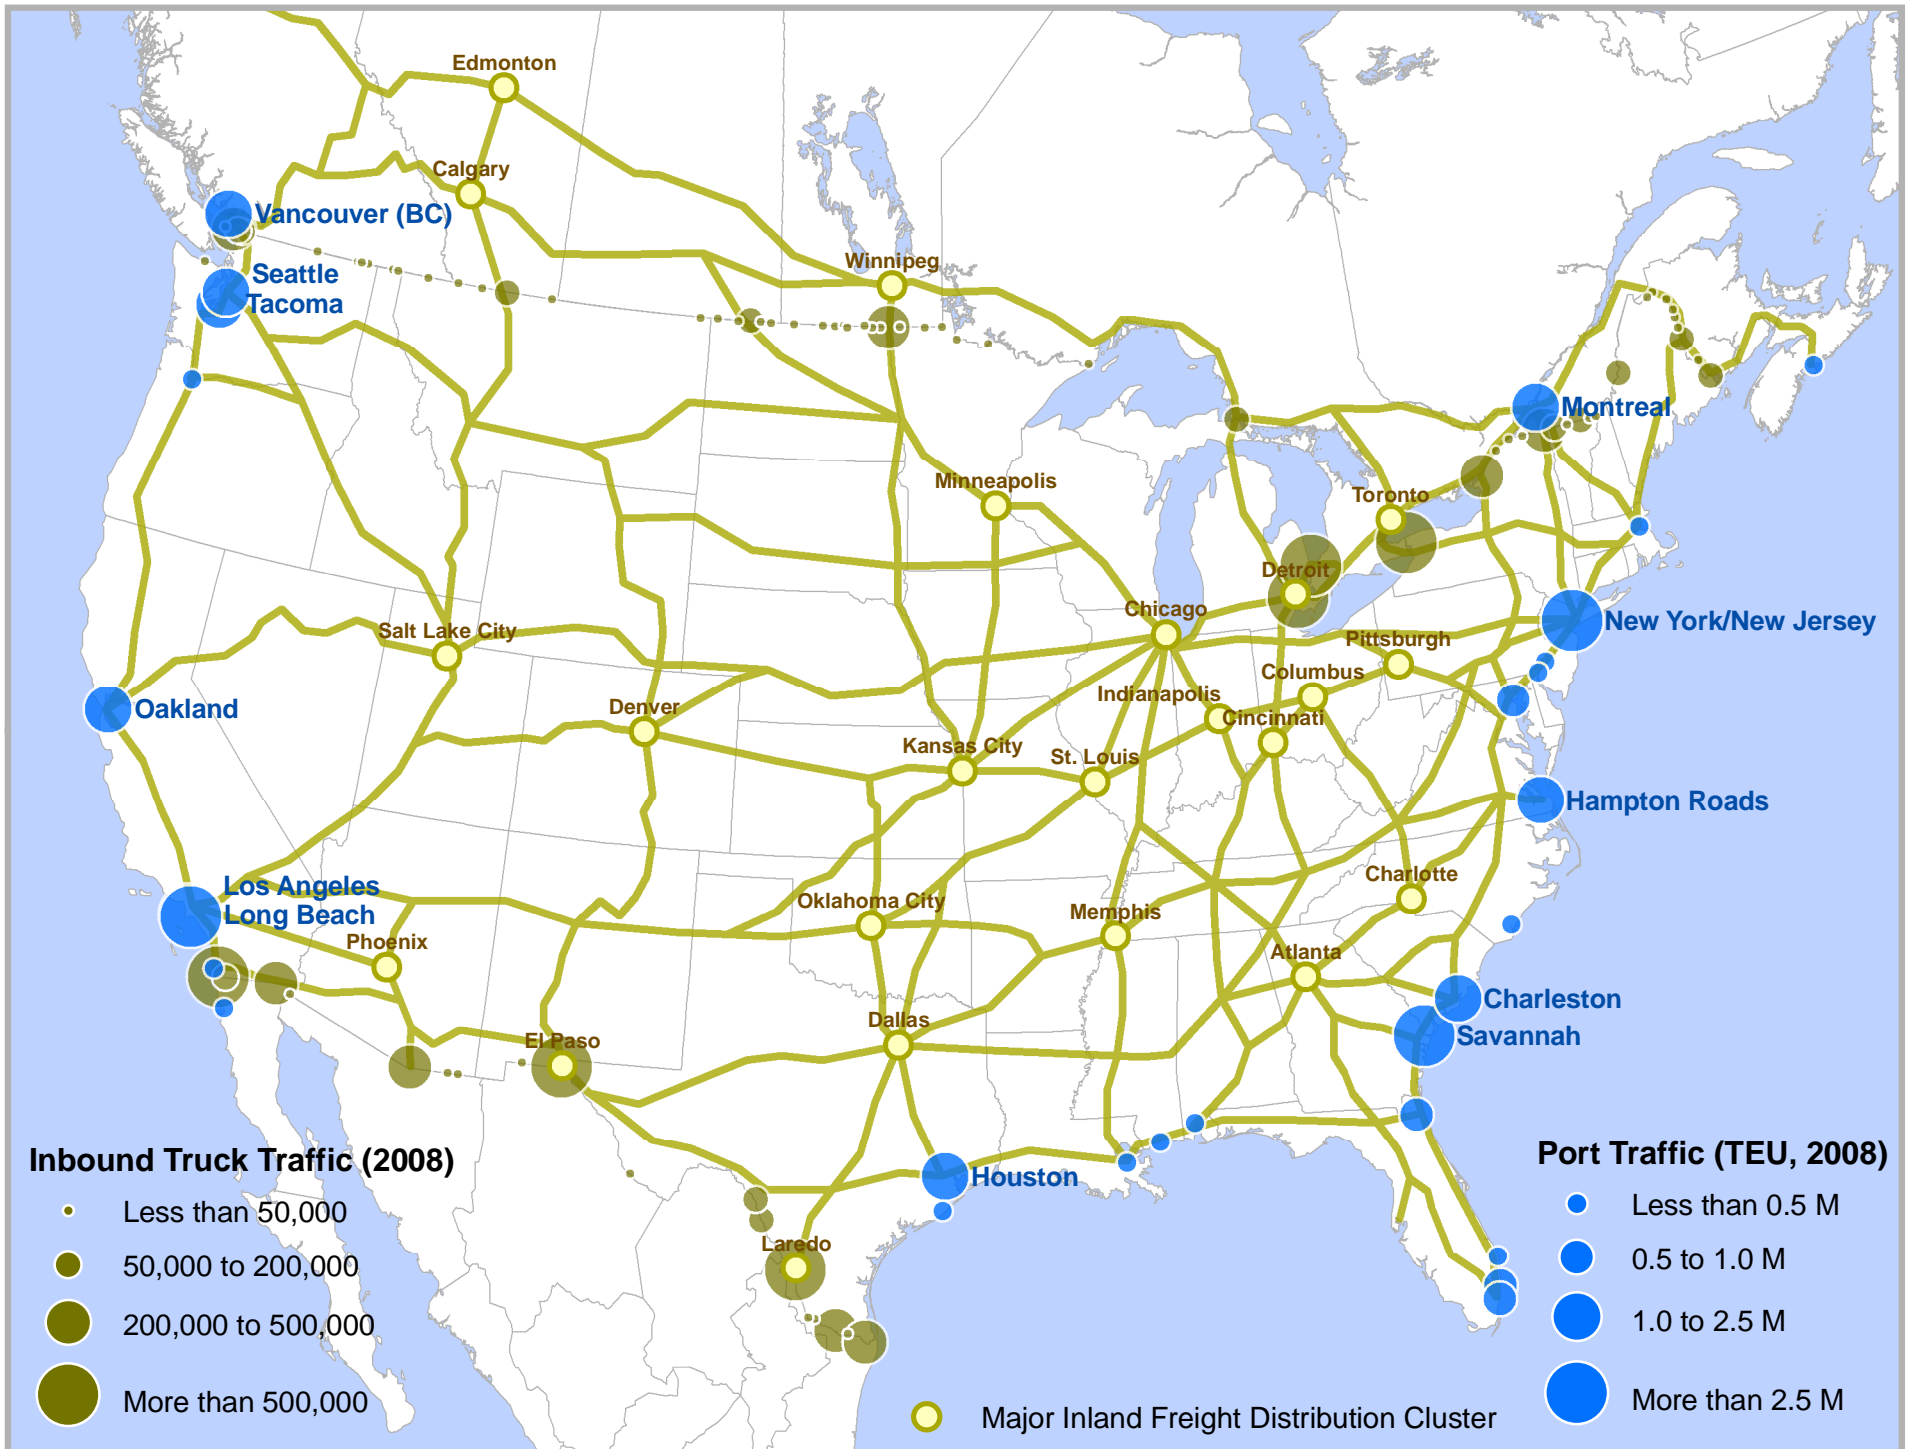 Edmonton
Calgary
Vancouver (BC)
Winnipeg
Seattle
Tacoma
Montreal
Minneapolis
Toronto
Detroit
Chicago
New York/New Jersey
Salt Lake City
Pittsburgh
Columbus
Indianapolis
Oakland
Denver
Cincinnati
Kansas City
St. Louis
Hampton Roads
Charlotte
Los Angeles
Long Beach
Oklahoma City
Memphis
Phoenix
Atlanta
Charleston
Dallas
El Paso
Savannah
Houston
Laredo
Inbound Truck Traffic (2008)
Less than 50,000
50,000 to 200,000
200,000 to 500,000
More than 500,000
Major Inland Freight Distribution Cluster
Port Traffic (TEU, 2008)
Less than 0.5 M
0.5 to 1.0 M
1.0 to 2.5 M
More than 2.5 M